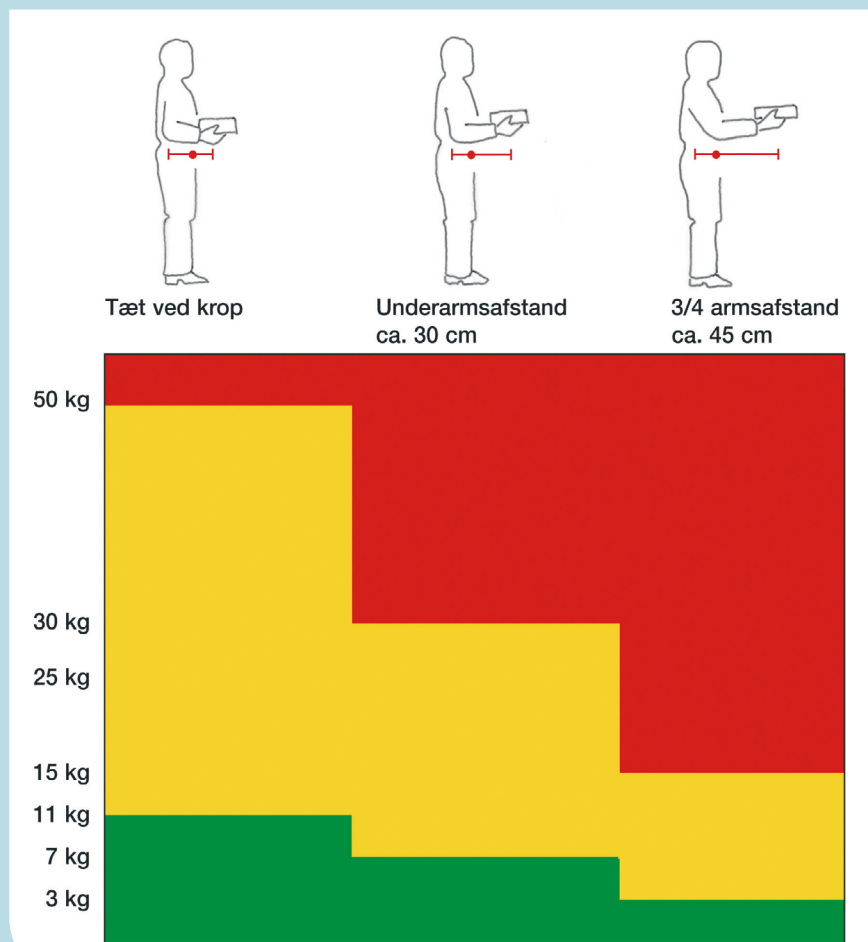 Tæt ved krop
Underarmsafstand
ca. 30 cm
3/4 armsafstand
ca. 45 cm
50 kg
30 kg
25 kg
15 kg
11 kg
7 kg
3 kg